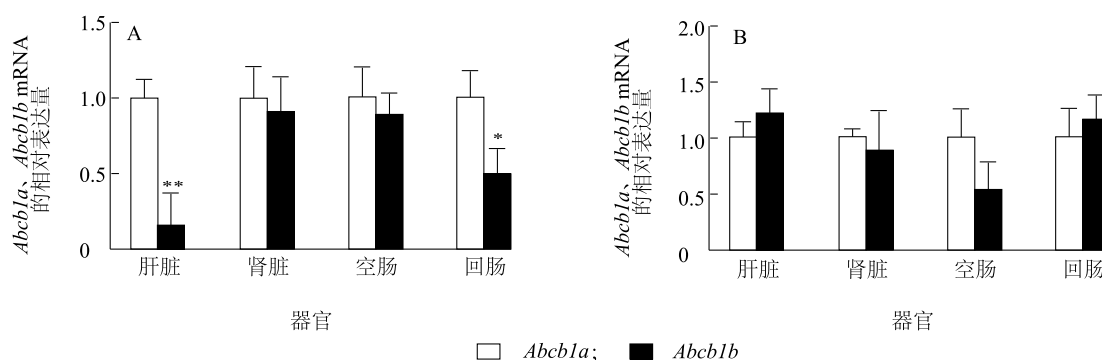 Abcb1a、Abcb1b mRNA
的相对表达量
1.5
1.0
0.5
0
A
**
*
肝脏 肾脏 空肠 回肠
器官
Abcb1a、Abcb1b mRNA
的相对表达量
2.0
1.5
1.0
0.5
0
B
肝脏 肾脏 空肠 回肠
器官
Abcb1a; Abcb1b